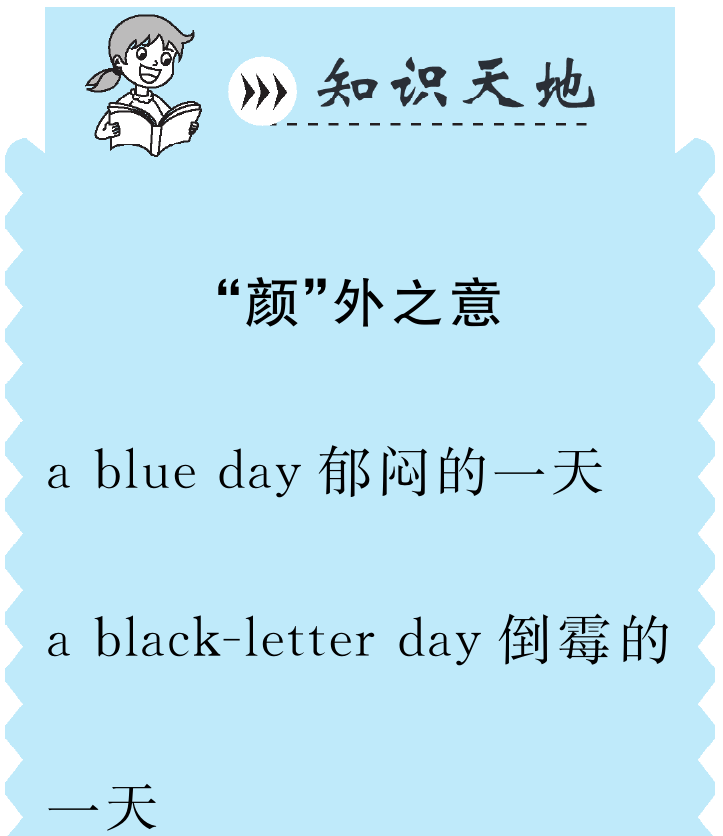 知识天地
“颜”外之意
a blue day 郁闷的一天
a black-letter day 倒霉的
一天